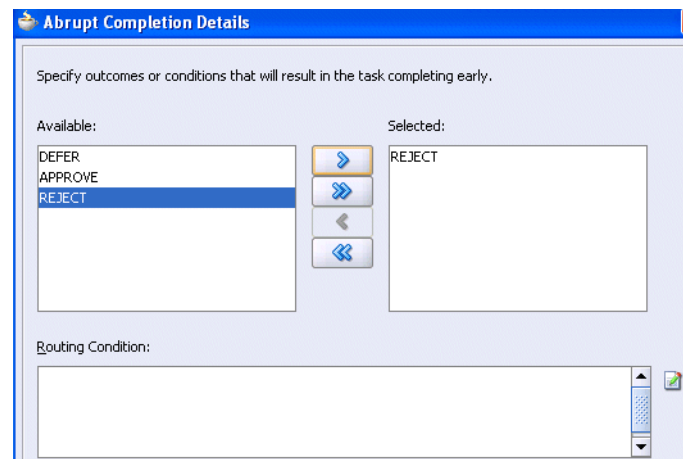 Abrupt Completion Details
Specify outcomes or conditions that will result in the task completing early.
Available:
Selected:
DEFER
APPROVE
REJECT
REJECT
Routing Condition: